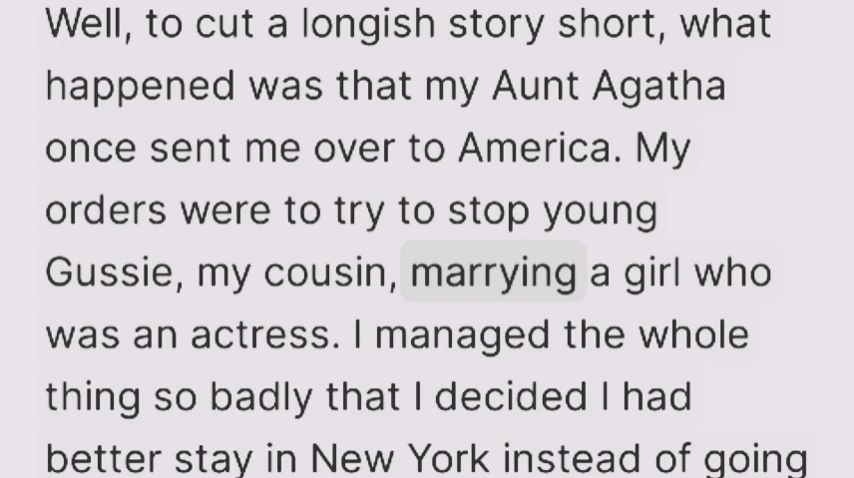 Well, to cut a longish story short, what
happened was that my Aunt Agatha
once sent me over to America. My
orders were to try to stop young
Gussie, my cousin, marrying a girl who
was an actress. I managed the whole
thing so badly that I decided I had
better stay in New York instead of going